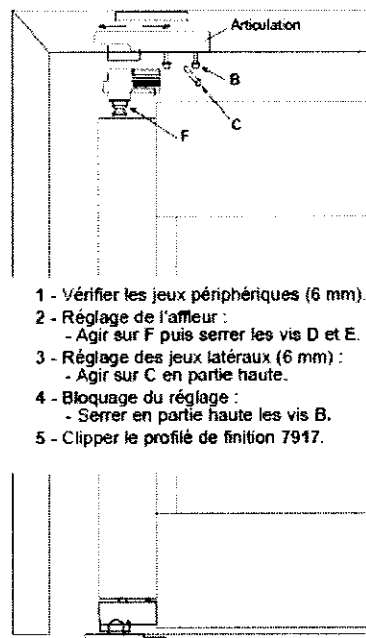 Articulation
B
C
F
1 - Vérifier les jeux périphériques (6 mm).
2 - Réglage de l'affleur :
- Agir sur F puis serrer les vis D et E.
3 - Réglage des jeux latéraux (6 mm) :
- Agir sur C en partie haute.
4 - Bloquage du réglage :
- Serrer en partie haute les vis B.
5 - Clipper le profilé de finition 7917.